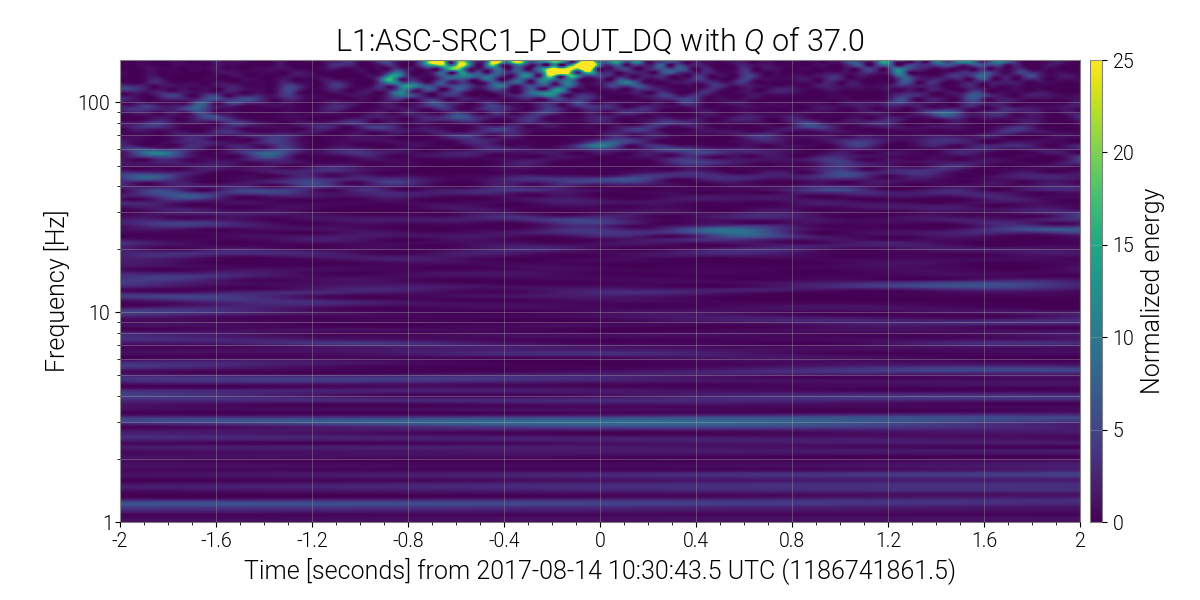 L1:ASC-SRC1_P_OUT_DQ with Q of 37.0
Frequency [Hz]
100
10
1
-2 -1.6 -1.2 -0.8 -0.4 0 0.4 0.8 1.2 1.6 2
Time [seconds] from 2017-08-14 10:30:43.5 UTC (1186741861.5)
25
20
15
10
5
0
Normalized energy